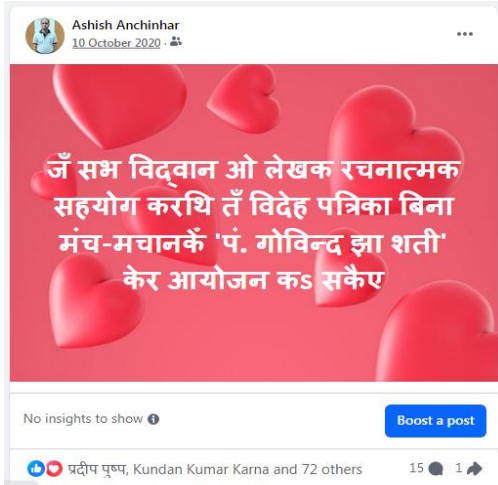 Ashish Anchinhar
10 October 2020 ·
जँ सभ विद्वान ओ लेखक रचनात्मक
सहयोग करथि तँ विदेह पत्रिका बिना
मंच-मचानकेँ 'पं. गोविन्द झा शती'
केर आयोजन कऽ सकैए
No insights to show
Boost a post
प्रदीप पुष्प, Kundan Kumar Karna and 72 others 15 1